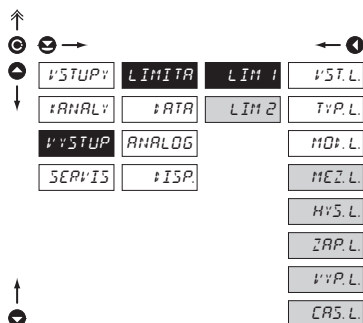 VSTUPY LIMITA LIM 1 VST. L.
KANALY DATA LIM 2 TYP. L.
VYSTUP ANALOG MOD. L.
SERVIS DISP. MEZ. L.
HYS. L.
ZAP. L.
VYP. L.
CAS. L.